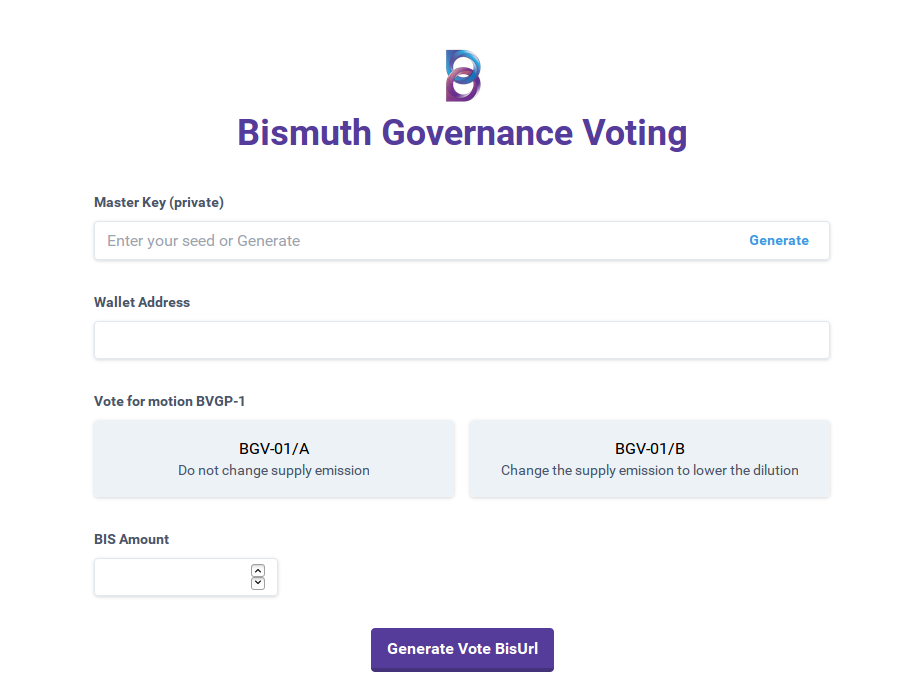 Bismuth Governance Voting
Master Key (private)
Enter your seed or Generate
Generate
Wallet Address
Vote for motion BVGP-1
BGV-01/A
Do not change supply emission
BGV-01/B
Change the supply emission to lower the dilution
BIS Amount
Generate Vote BisUrl